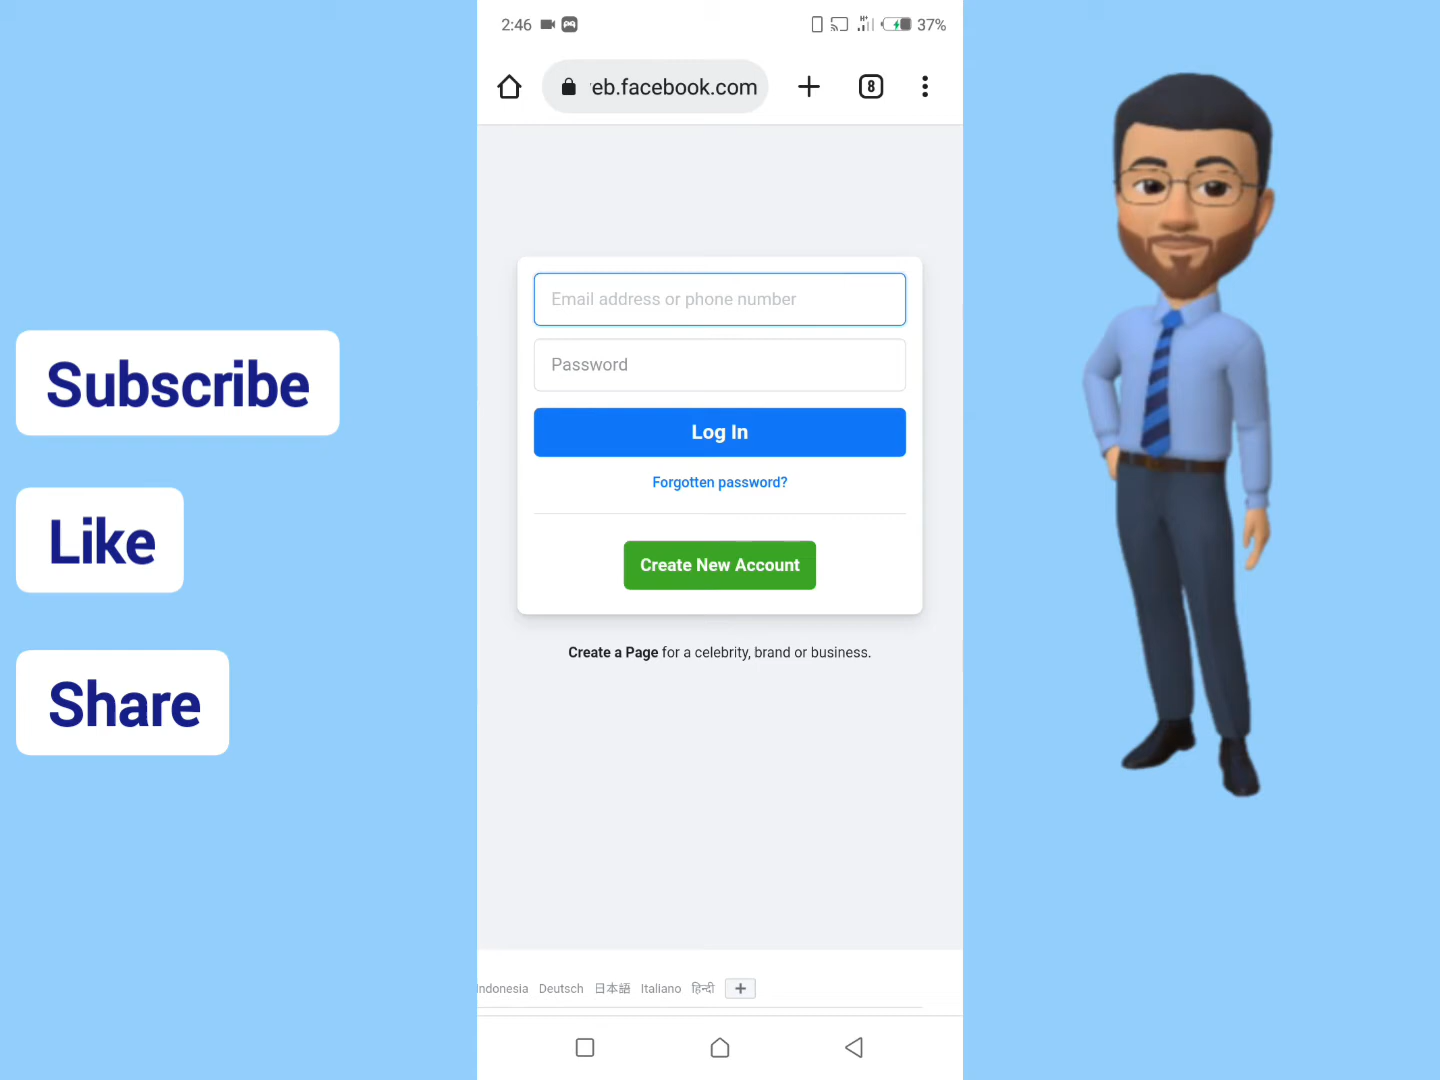 2:46
37%
eb.facebook.com
8
Email address or phone number
Password
Log In
Forgotten password?
Create New Account
Create a Page for a celebrity, brand or business.
Subscribe
Like
Share
ndonesia Deutsch 日本語 Italiano हिन्दी +